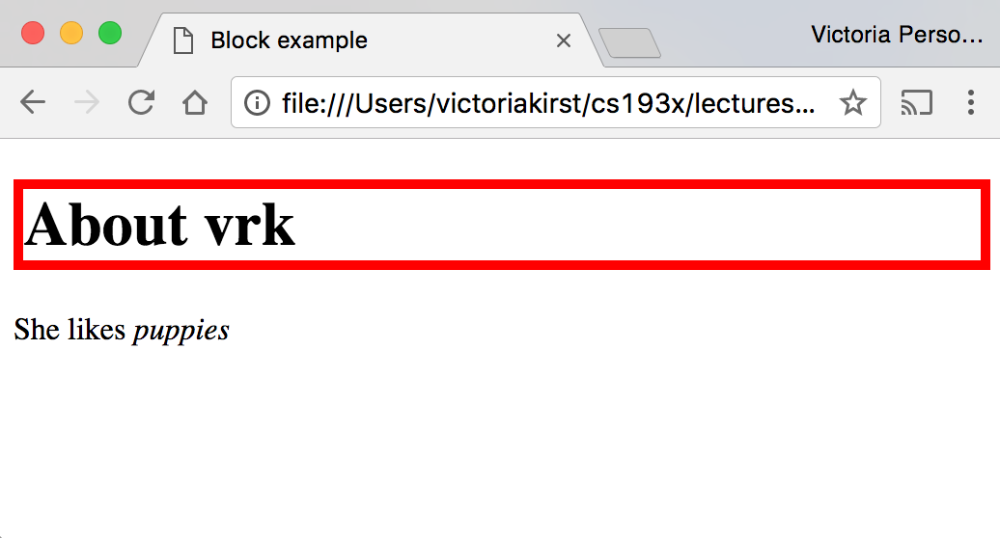 Block example
Victoria Perso...
file:///Users/victoriakirst/cs193x/lectures...
About vrk
She likes puppies